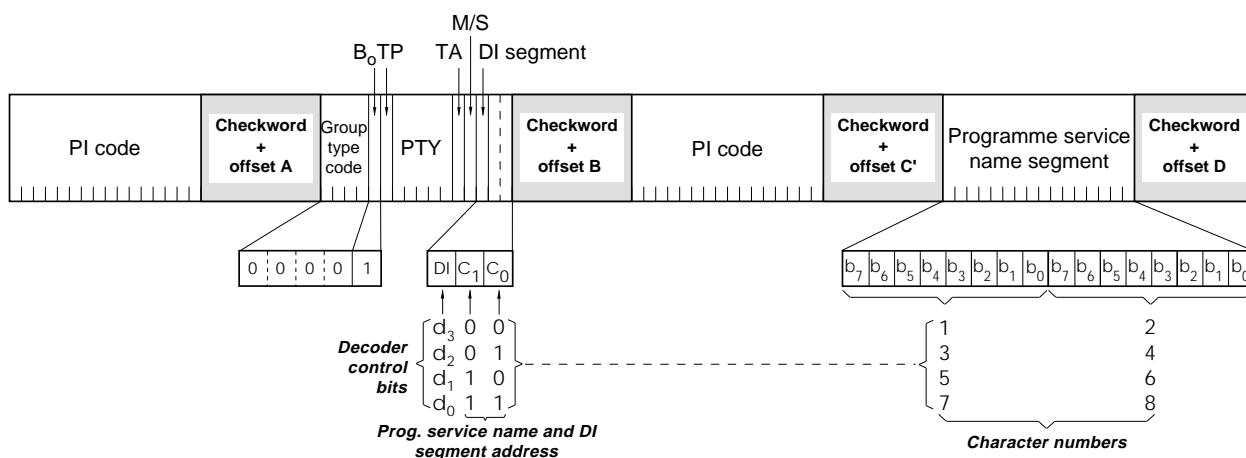 M/S
B₀TP TA DI segment
PI code
Checkword + offset A
Group type code
PTY
Checkword + offset B
PI code
Checkword + offset C'
Programme service name segment
Checkword + offset D
0 0 0 0 1
DI C₁ C₀
b₇ b₆ b₅ b₄ b₃ b₂ b₁ b₀ b₇ b₆ b₅ b₄ b₃ b₂ b₁ b₀
Decoder control bits
d₃ 0 0 1 2
d₂ 0 1 3 4
d₁ 1 0 5 6
d₀ 1 1 7 8
Prog. service name and DI segment address
Character numbers